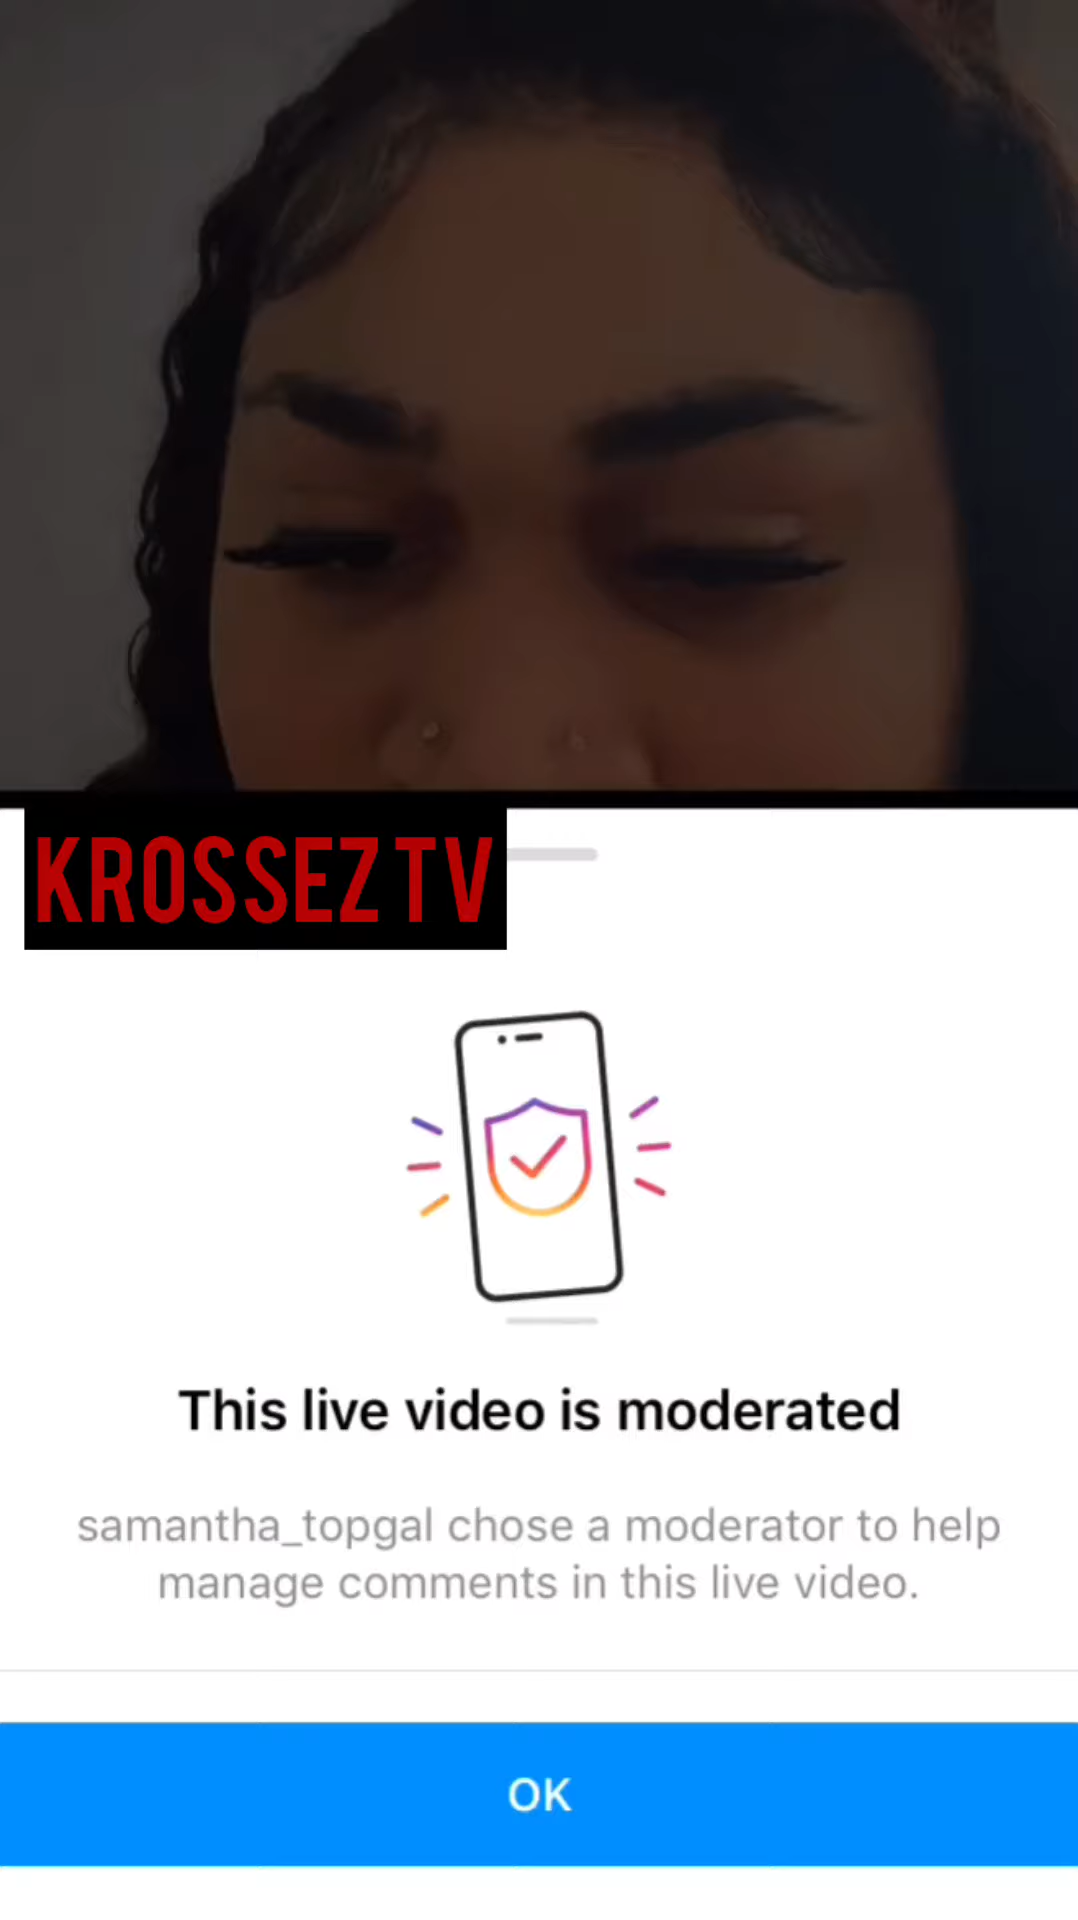 KROSSEZ TV
This live video is moderated
samantha_topgal chose a moderator to help
manage comments in this live video.
OK